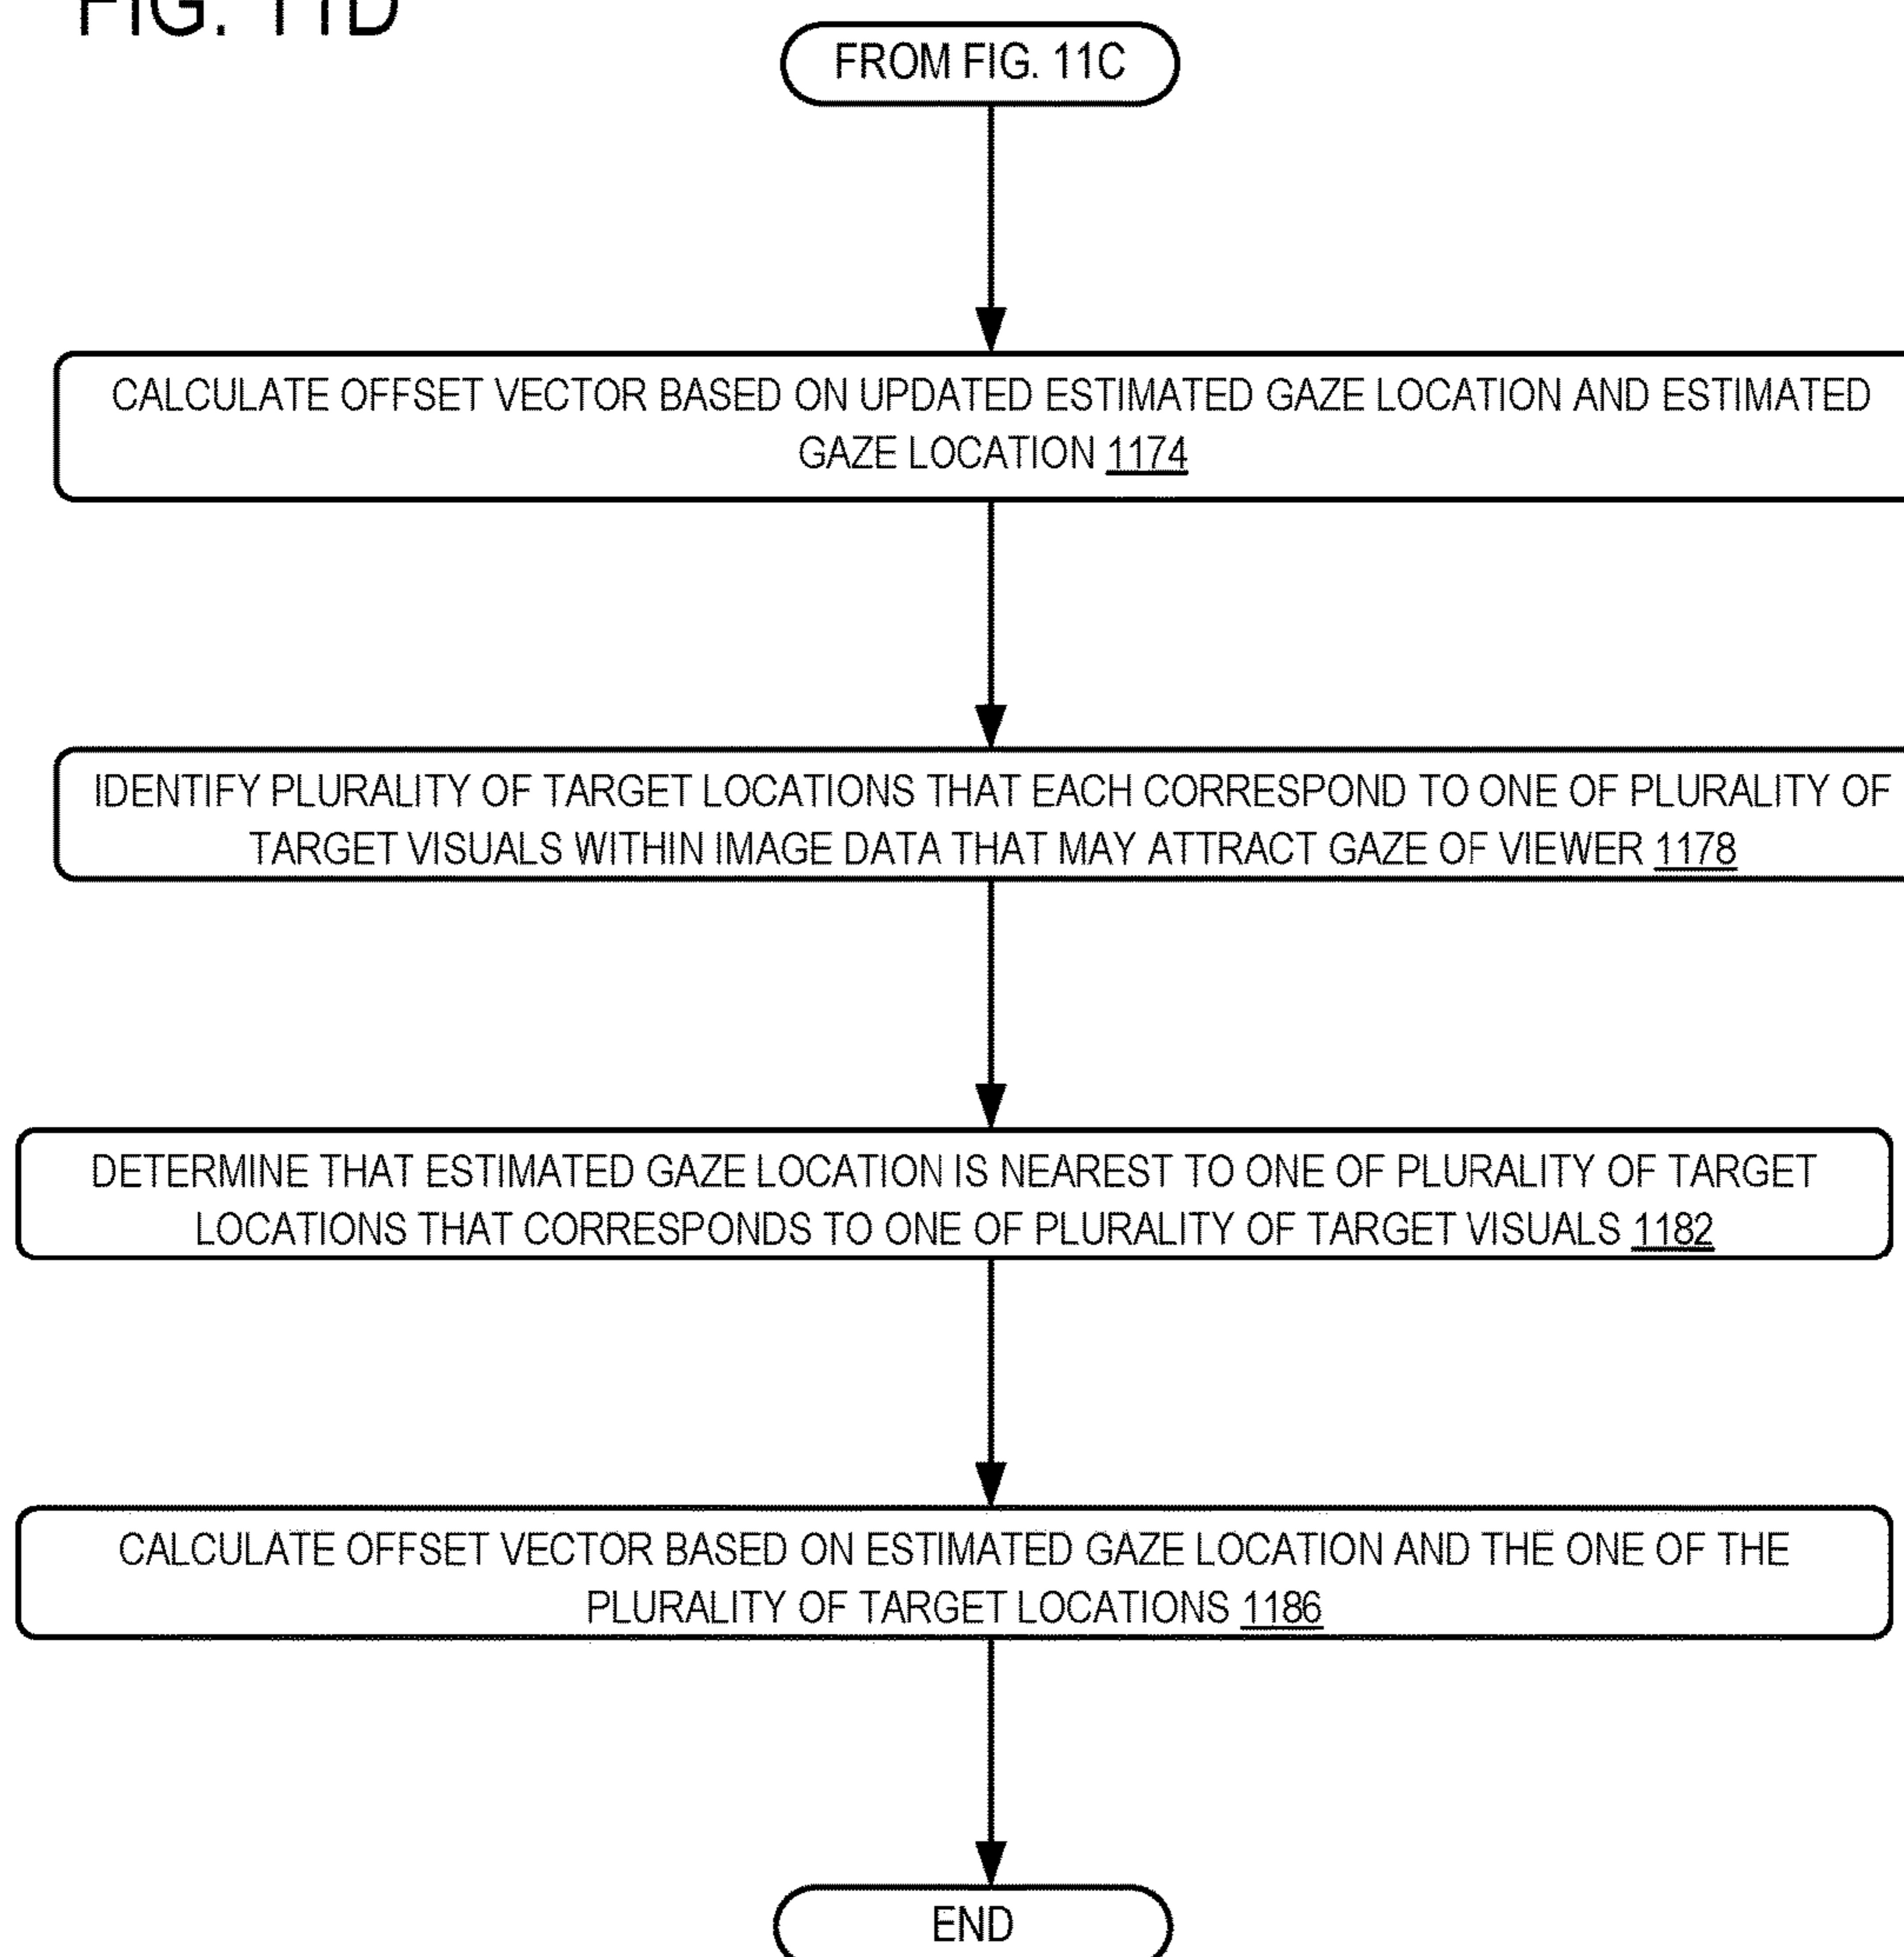 FIG. 11D
FROM FIG. 11C
CALCULATE OFFSET VECTOR BASED ON UPDATED ESTIMATED GAZE LOCATION AND ESTIMATED
GAZE LOCATION 1174
IDENTIFY PLURALITY OF TARGET LOCATIONS THAT EACH CORRESPOND TO ONE OF PLURALITY OF
TARGET VISUALS WITHIN IMAGE DATA THAT MAY ATTRACT GAZE OF VIEWER 1178
DETERMINE THAT ESTIMATED GAZE LOCATION IS NEAREST TO ONE OF PLURALITY OF TARGET
LOCATIONS THAT CORRESPONDS TO ONE OF PLURALITY OF TARGET VISUALS 1182
CALCULATE OFFSET VECTOR BASED ON ESTIMATED GAZE LOCATION AND THE ONE OF THE
PLURALITY OF TARGET LOCATIONS 1186
END